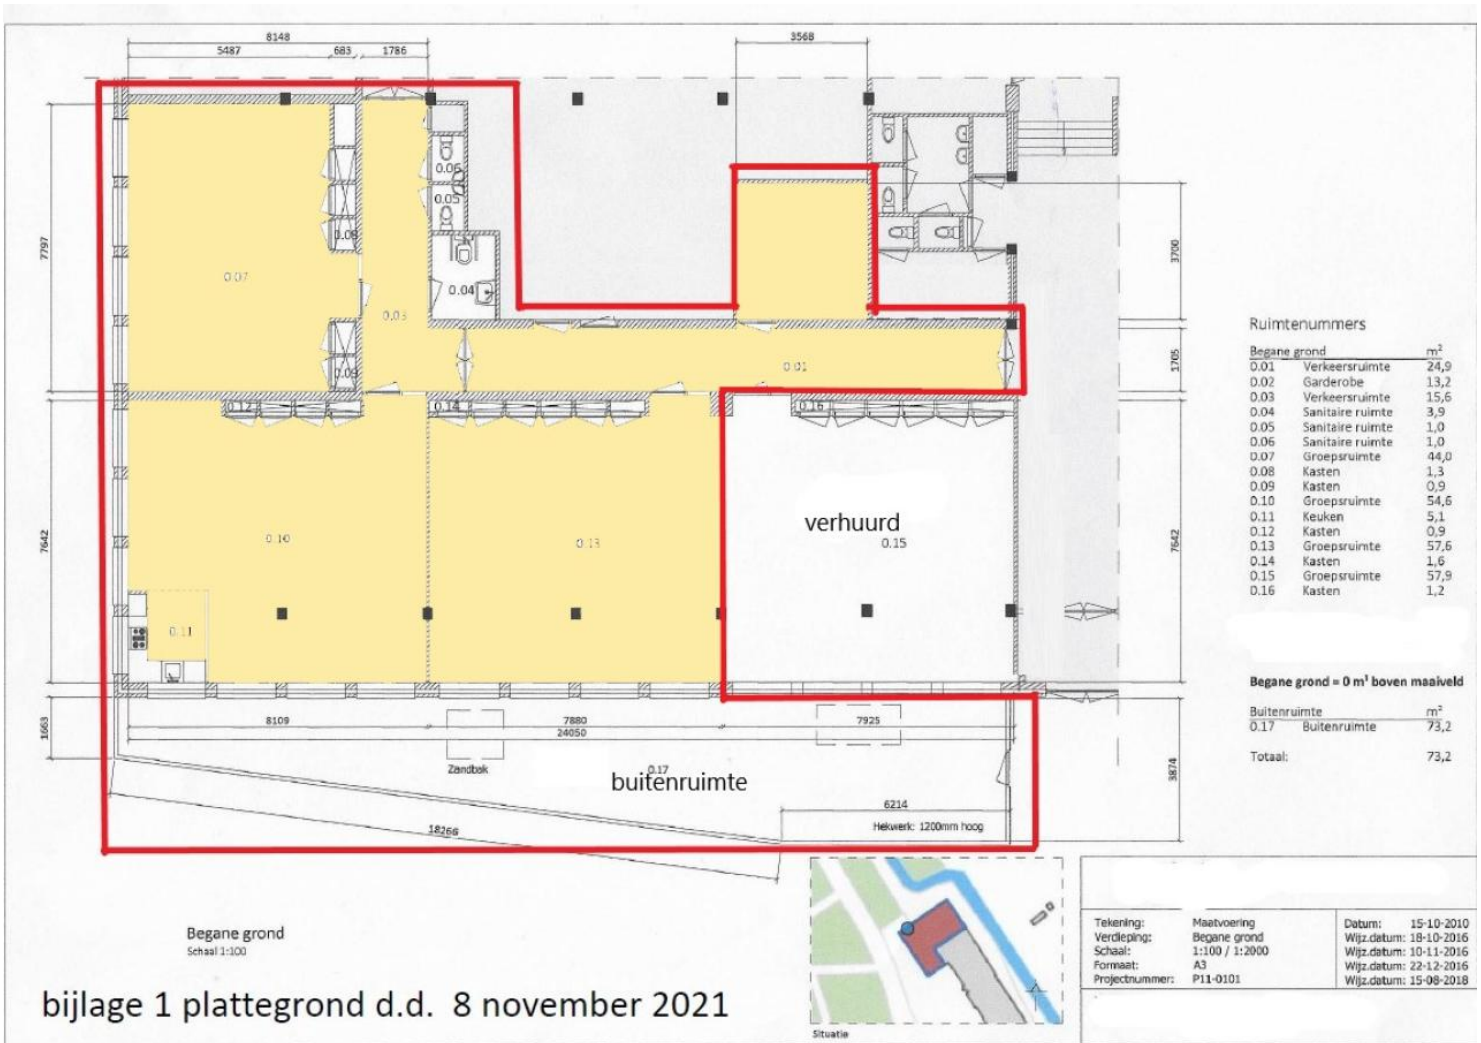 8148
5487 683 1786
3568
7797
7642
1663
3700
1705
7642
3874
0.06
0.05
0.08
0.07
0.04
0.03
0.01
0.09
0.12
0.14
0.16
verhuurd
0.10
0.13
0.15
0.11
8109 7880 7925
24050
Zandbak
0.17
buitenruimte
6214
18266
Hekwerk: 1200mm hoog
Ruimtenummers
Begane grond m²
0.01 Verkeersruimte 24,9
0.02 Garderobe 13,2
0.03 Verkeersruimte 15,6
0.04 Sanitaire ruimte 3,9
0.05 Sanitaire ruimte 1,0
0.06 Sanitaire ruimte 1,0
0.07 Groepsruimte 44,0
0.08 Kasten 1,3
0.09 Kasten 0,9
0.10 Groepsruimte 54,6
0.11 Keuken 5,1
0.12 Kasten 0,9
0.13 Groepsruimte 57,6
0.14 Kasten 1,6
0.15 Groepsruimte 57,9
0.16 Kasten 1,2
Begane grond = 0 m¹ boven maaiveld
Buitenruimte m²
0.17 Buitenruimte 73,2
Totaal: 73,2
Begane grond
Schaal 1:100
bijlage 1 plattegrond d.d. 8 november 2021
Situatie
Tekening: Maatvoering
Verdieping: Begane grond
Schaal: 1:100 / 1:2000
Formaat: A3
Projectnummer: P11-0101
Datum: 15-10-2010
Wijz.datum: 18-10-2016
Wijz.datum: 10-11-2016
Wijz.datum: 22-12-2016
Wijz.datum: 15-08-2018